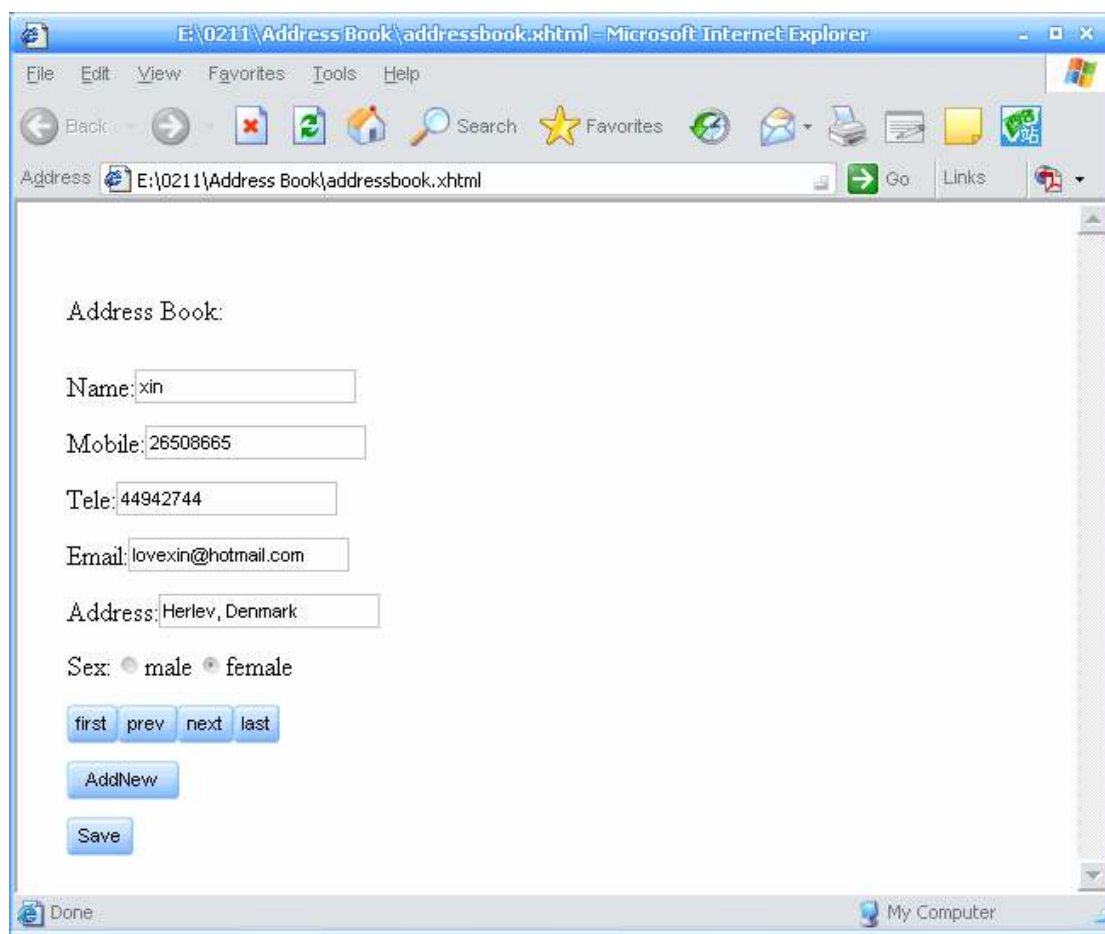 E:\0211\Address Book\addressbook.xhtml - Microsoft Internet Explorer
File Edit View Favorites Tools Help
Back Search Favorites 站
Address E:\0211\Address Book\addressbook.xhtml Go Links
Address Book:
Name: xin
Mobile: 26508665
Tele: 44942744
Email: lovexin@hotmail.com
Address: Herlev, Denmark
Sex: male female
first prev next last
AddNew
Save
Done My Computer